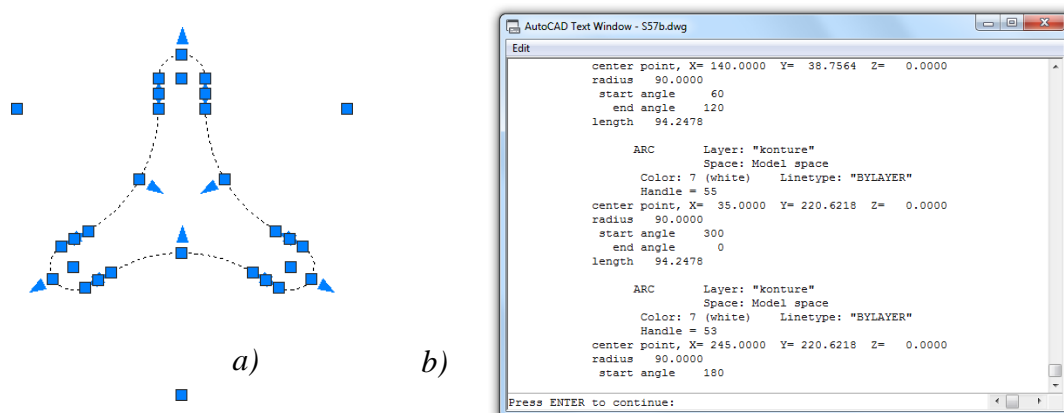 AutoCAD Text Window - S57b.dwg
Edit
center point, X= 140.0000 Y= 38.7564 Z= 0.0000
radius 90.0000
start angle 60
end angle 120
length 94.2478
ARC Layer: "konture"
Space: Model space
Color: 7 (white) Linetype: "BYLAYER"
Handle = 55
center point, X= 35.0000 Y= 220.6218 Z= 0.0000
radius 90.0000
start angle 300
end angle 0
length 94.2478
ARC Layer: "konture"
Space: Model space
Color: 7 (white) Linetype: "BYLAYER"
Handle = 53
center point, X= 245.0000 Y= 220.6218 Z= 0.0000
radius 90.0000
start angle 180
Press ENTER to continue:
a)
b)